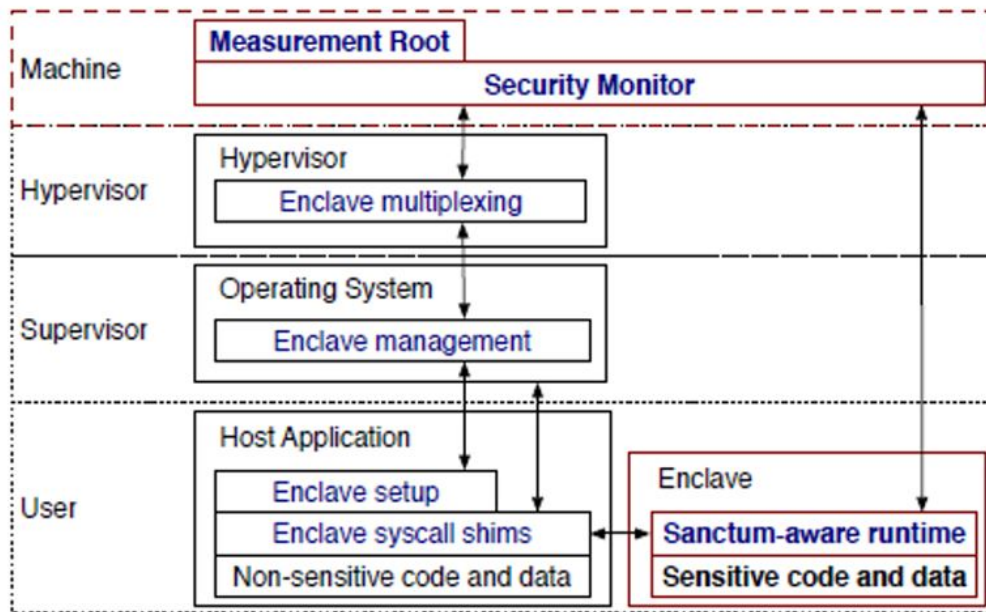 Machine
Measurement Root
Security Monitor
Hypervisor
Hypervisor
Enclave multiplexing
Supervisor
Operating System
Enclave management
User
Host Application
Enclave setup
Enclave syscall shims
Non-sensitive code and data
Enclave
Sanctum-aware runtime
Sensitive code and data